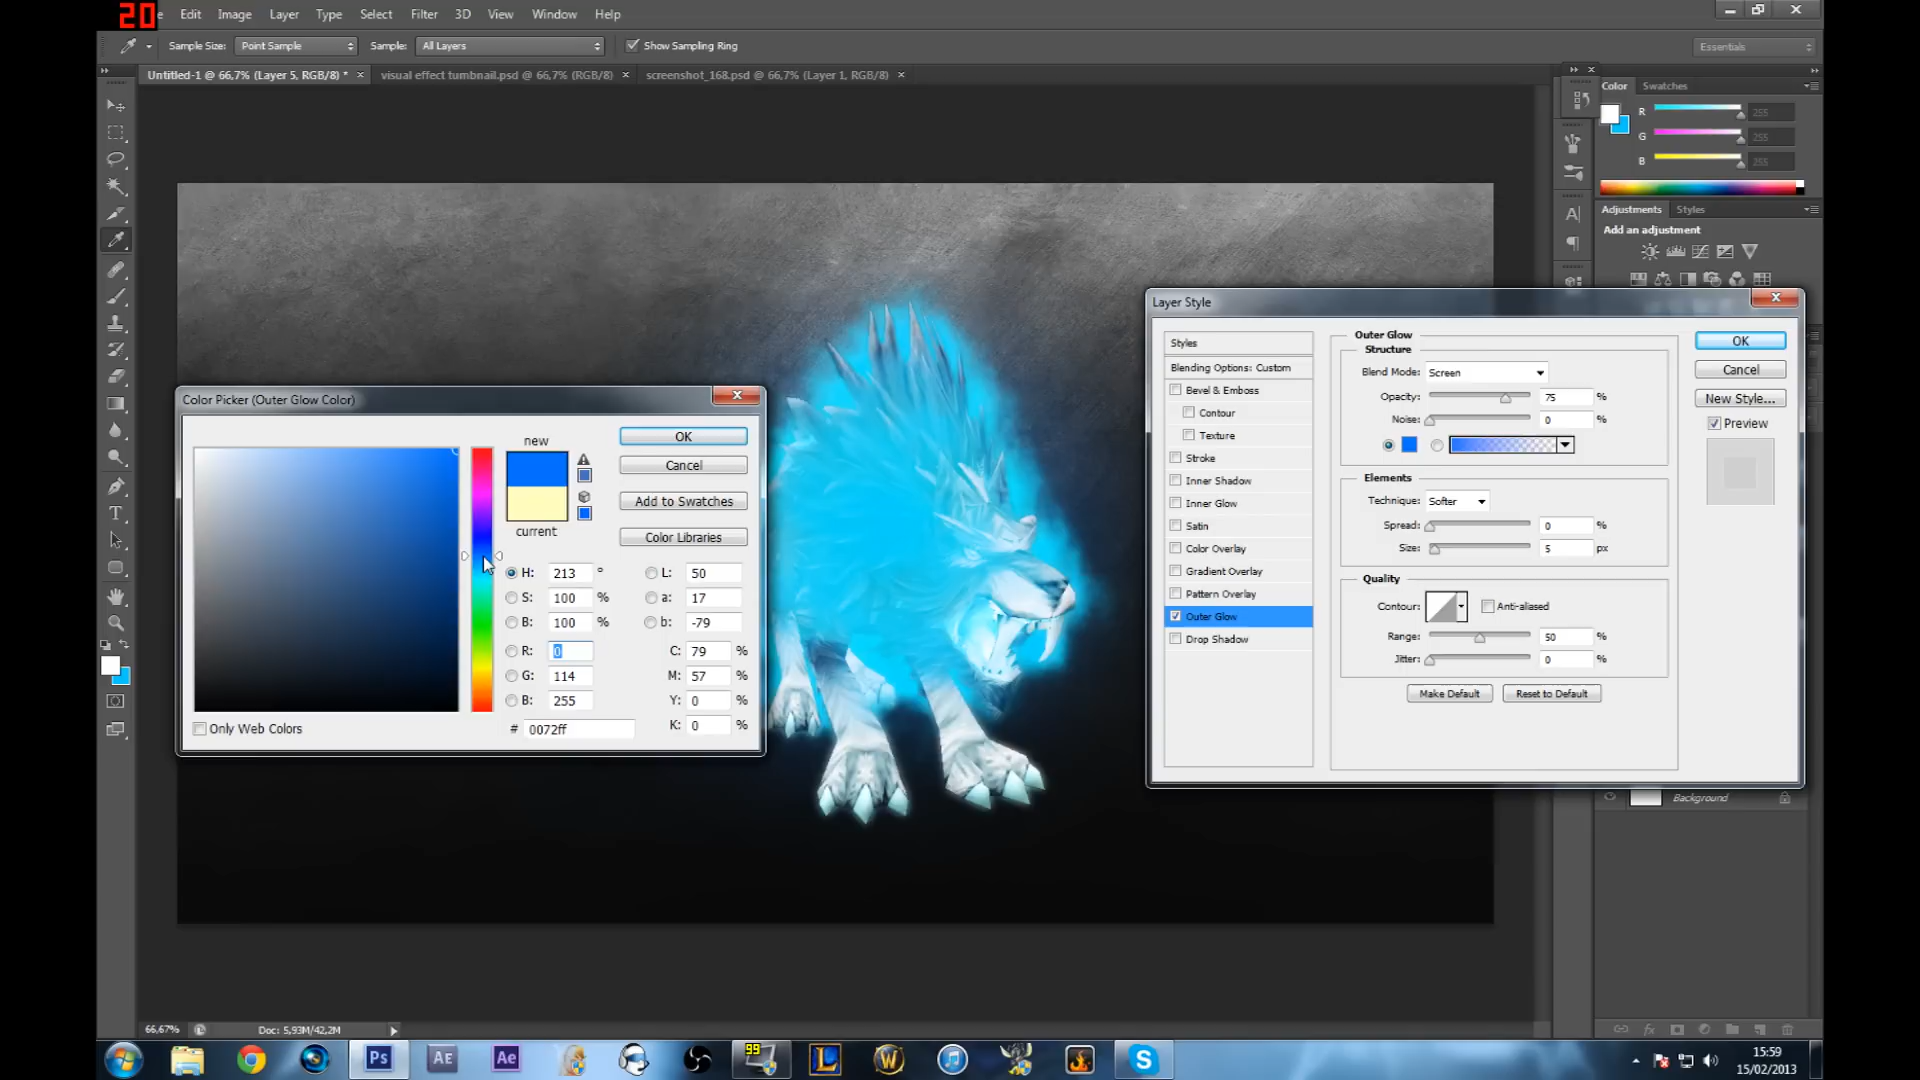 20
Edit Image Layer Type Select Filter 3D View Window Help
Sample Size: Point Sample Sample: All Layers Show Sampling Ring Essentials
Untitled-1 @ 66,7% (Layer 5, RGB/8) * visual effect tumbnail.psd @ 66,7% (RGB/8) screenshot_168.psd @ 66,7% (Layer 1, RGB/8)
Color Swatches
R 255
G 255
B 255
Adjustments Styles
Add an adjustment
Color Picker (Outer Glow Color)
new
current
OK
Cancel
Add to Swatches
Color Libraries
H: 213 ° L: 50
S: 100 % a: 17
B: 100 % b: -79
R: 0 C: 79 %
G: 114 M: 57 %
B: 255 Y: 0 %
# 0072ff K: 0 %
Only Web Colors
Layer Style
Styles
Blending Options: Custom
Bevel & Emboss
Contour
Texture
Stroke
Inner Shadow
Inner Glow
Satin
Color Overlay
Gradient Overlay
Pattern Overlay
Outer Glow
Drop Shadow
Outer Glow
Structure
Blend Mode: Screen
Opacity: 75 %
Noise: 0 %
Elements
Technique: Softer
Spread: 0 %
Size: 5 px
Quality
Contour: Anti-aliased
Range: 50 %
Jitter: 0 %
Make Default Reset to Default
OK
Cancel
New Style...
Preview
Background
66,67% Doc: 5,93M/42,2M
Ps AE Ae 99 L W S
15:59
15/02/2013